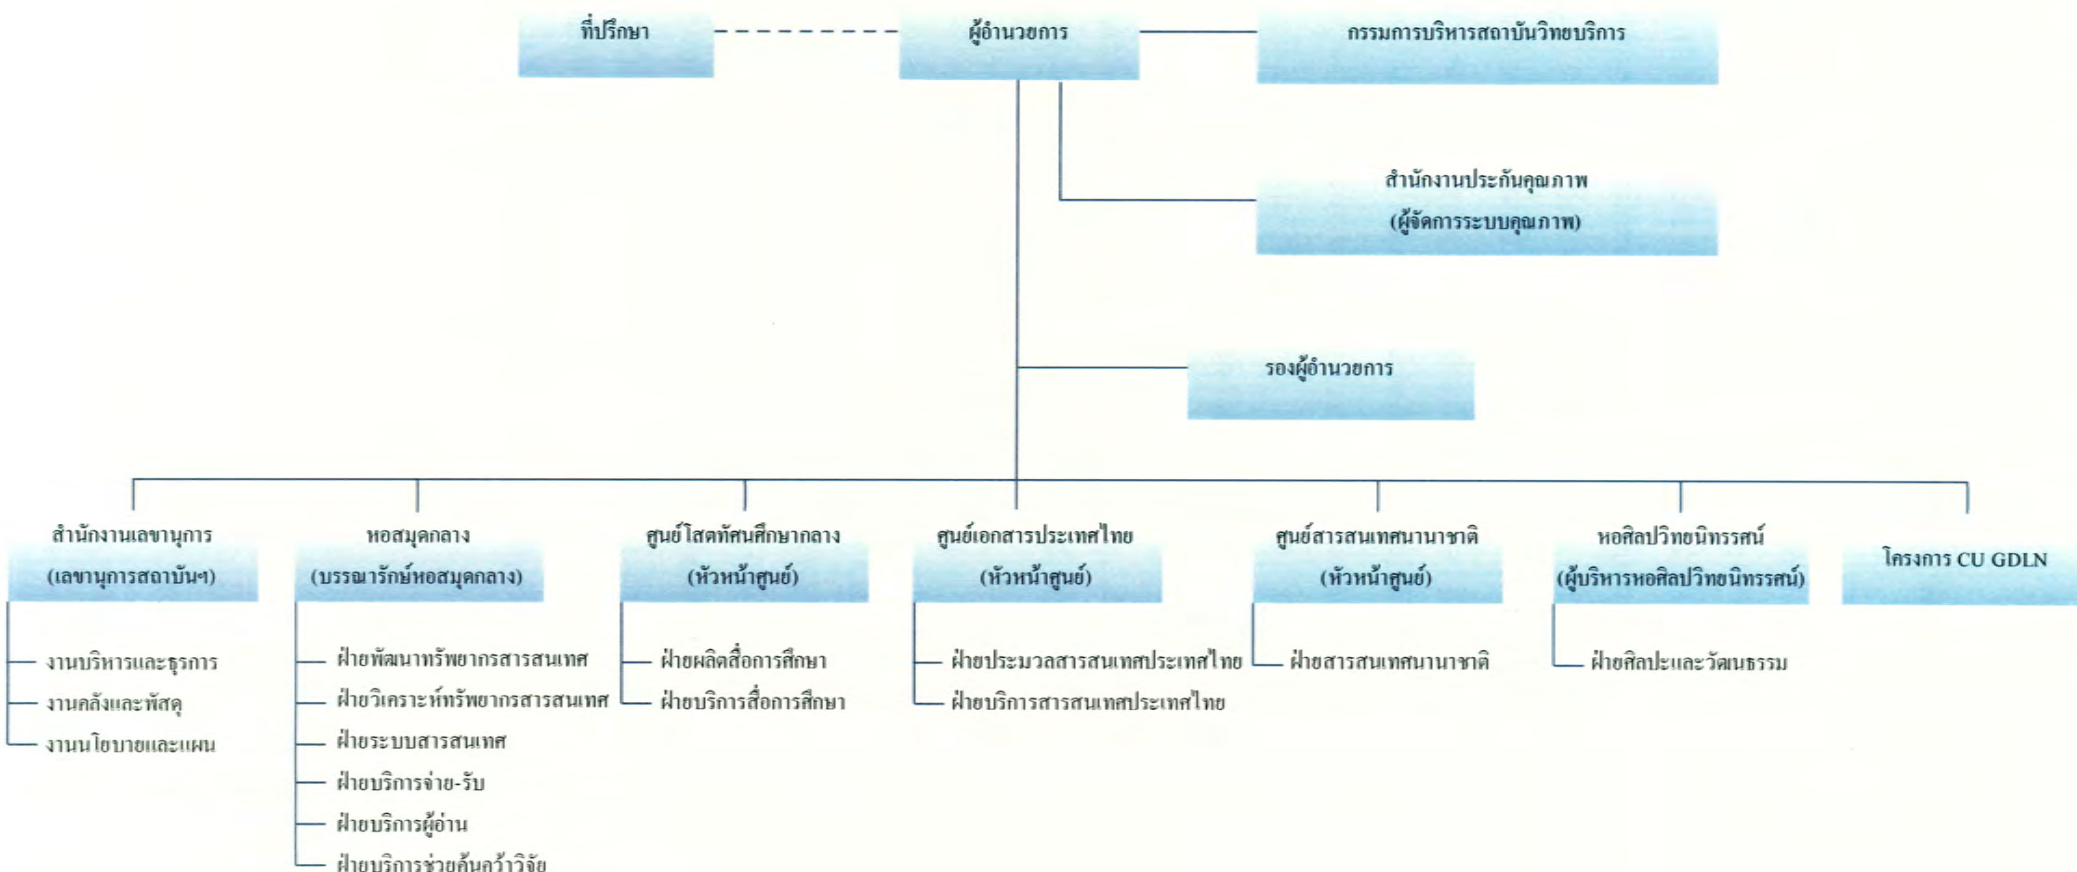 ที่ปรึกษา
ผู้อำนวยการ
กรรมการบริหารสถาบันวิทยบริการ
สำนักงานประกันคุณภาพ
(ผู้จัดการระบบคุณภาพ)
รองผู้อำนวยการ
สำนักงานเลขานุการ
(เลขานุการสถาบันฯ)
งานบริหารและธุรการ
งานคลังและพัสดุ
งานนโยบายและแผน
หอสมุดกลาง
(บรรณารักษ์หอสมุดกลาง)
ฝ่ายพัฒนาทรัพยากรสารสนเทศ
ฝ่ายวิเคราะห์ทรัพยากรสารสนเทศ
ฝ่ายระบบสารสนเทศ
ฝ่ายบริการจ่าย-รับ
ฝ่ายบริการผู้อ่าน
ฝ่ายบริการช่วยค้นคว้าวิจัย
ศูนย์โสตทัศนศึกษากลาง
(หัวหน้าศูนย์)
ฝ่ายผลิตสื่อการศึกษา
ฝ่ายบริการสื่อการศึกษา
ศูนย์เอกสารประเทศไทย
(หัวหน้าศูนย์)
ฝ่ายประมวลสารสนเทศประเทศไทย
ฝ่ายบริการสารสนเทศประเทศไทย
ศูนย์สารสนเทศนานาชาติ
(หัวหน้าศูนย์)
ฝ่ายสารสนเทศนานาชาติ
หอศิลปวิทยนิทรรศน์
(ผู้บริหารหอศิลปวิทยนิทรรศน์)
ฝ่ายศิลปะและวัฒนธรรม
โครงการ CU GDLN